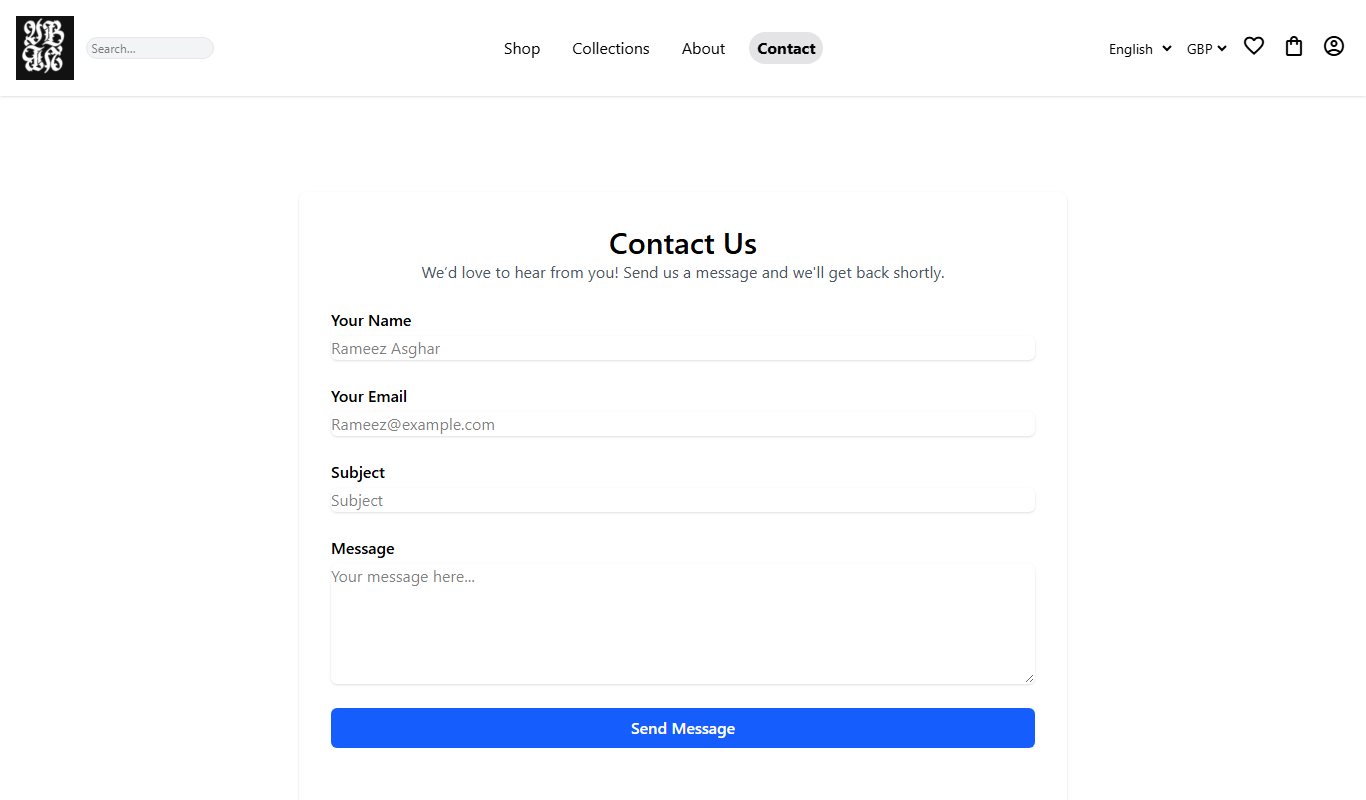 Search...
Shop Collections About Contact
English GBP
Contact Us
We’d love to hear from you! Send us a message and we'll get back shortly.
Your Name
Rameez Asghar
Your Email
Rameez@example.com
Subject
Subject
Message
Your message here...
Send Message